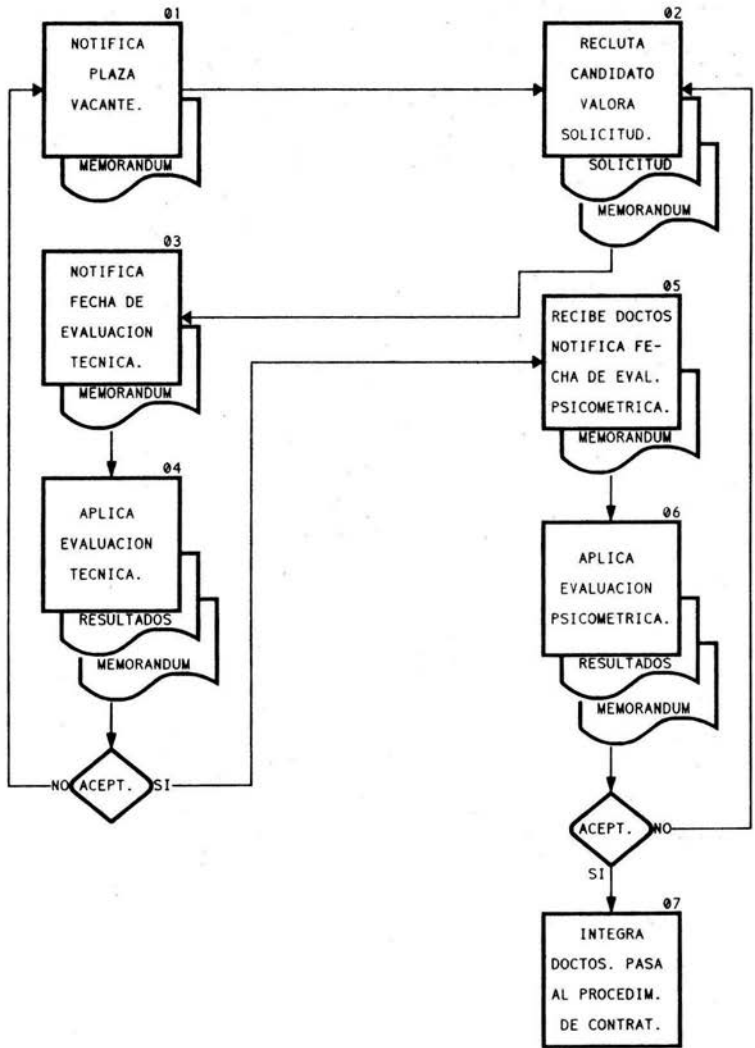 01
NOTIFICA
PLAZA
VACANTE.
MEMORANDUM
02
RECLUTA
CANDIDATO
VALORA
SOLICITUD.
SOLICITUD
MEMORANDUM
03
NOTIFICA
FECHA DE
EVALUACION
TECNICA.
MEMORANDUM
04
APLICA
EVALUACION
TECNICA.
RESULTADOS
MEMORANDUM
NO ACEPT. SI
05
RECIBE DOCTOS
NOTIFICA FE-
CHA DE EVAL.
PSICOMETRICA.
MEMORANDUM
06
APLICA
EVALUACION
PSICOMETRICA.
RESULTADOS
MEMORANDUM
ACEPT. NO
SI
07
INTEGRA
DOCTOS. PASA
AL PROCEDIM.
DE CONTRAT.